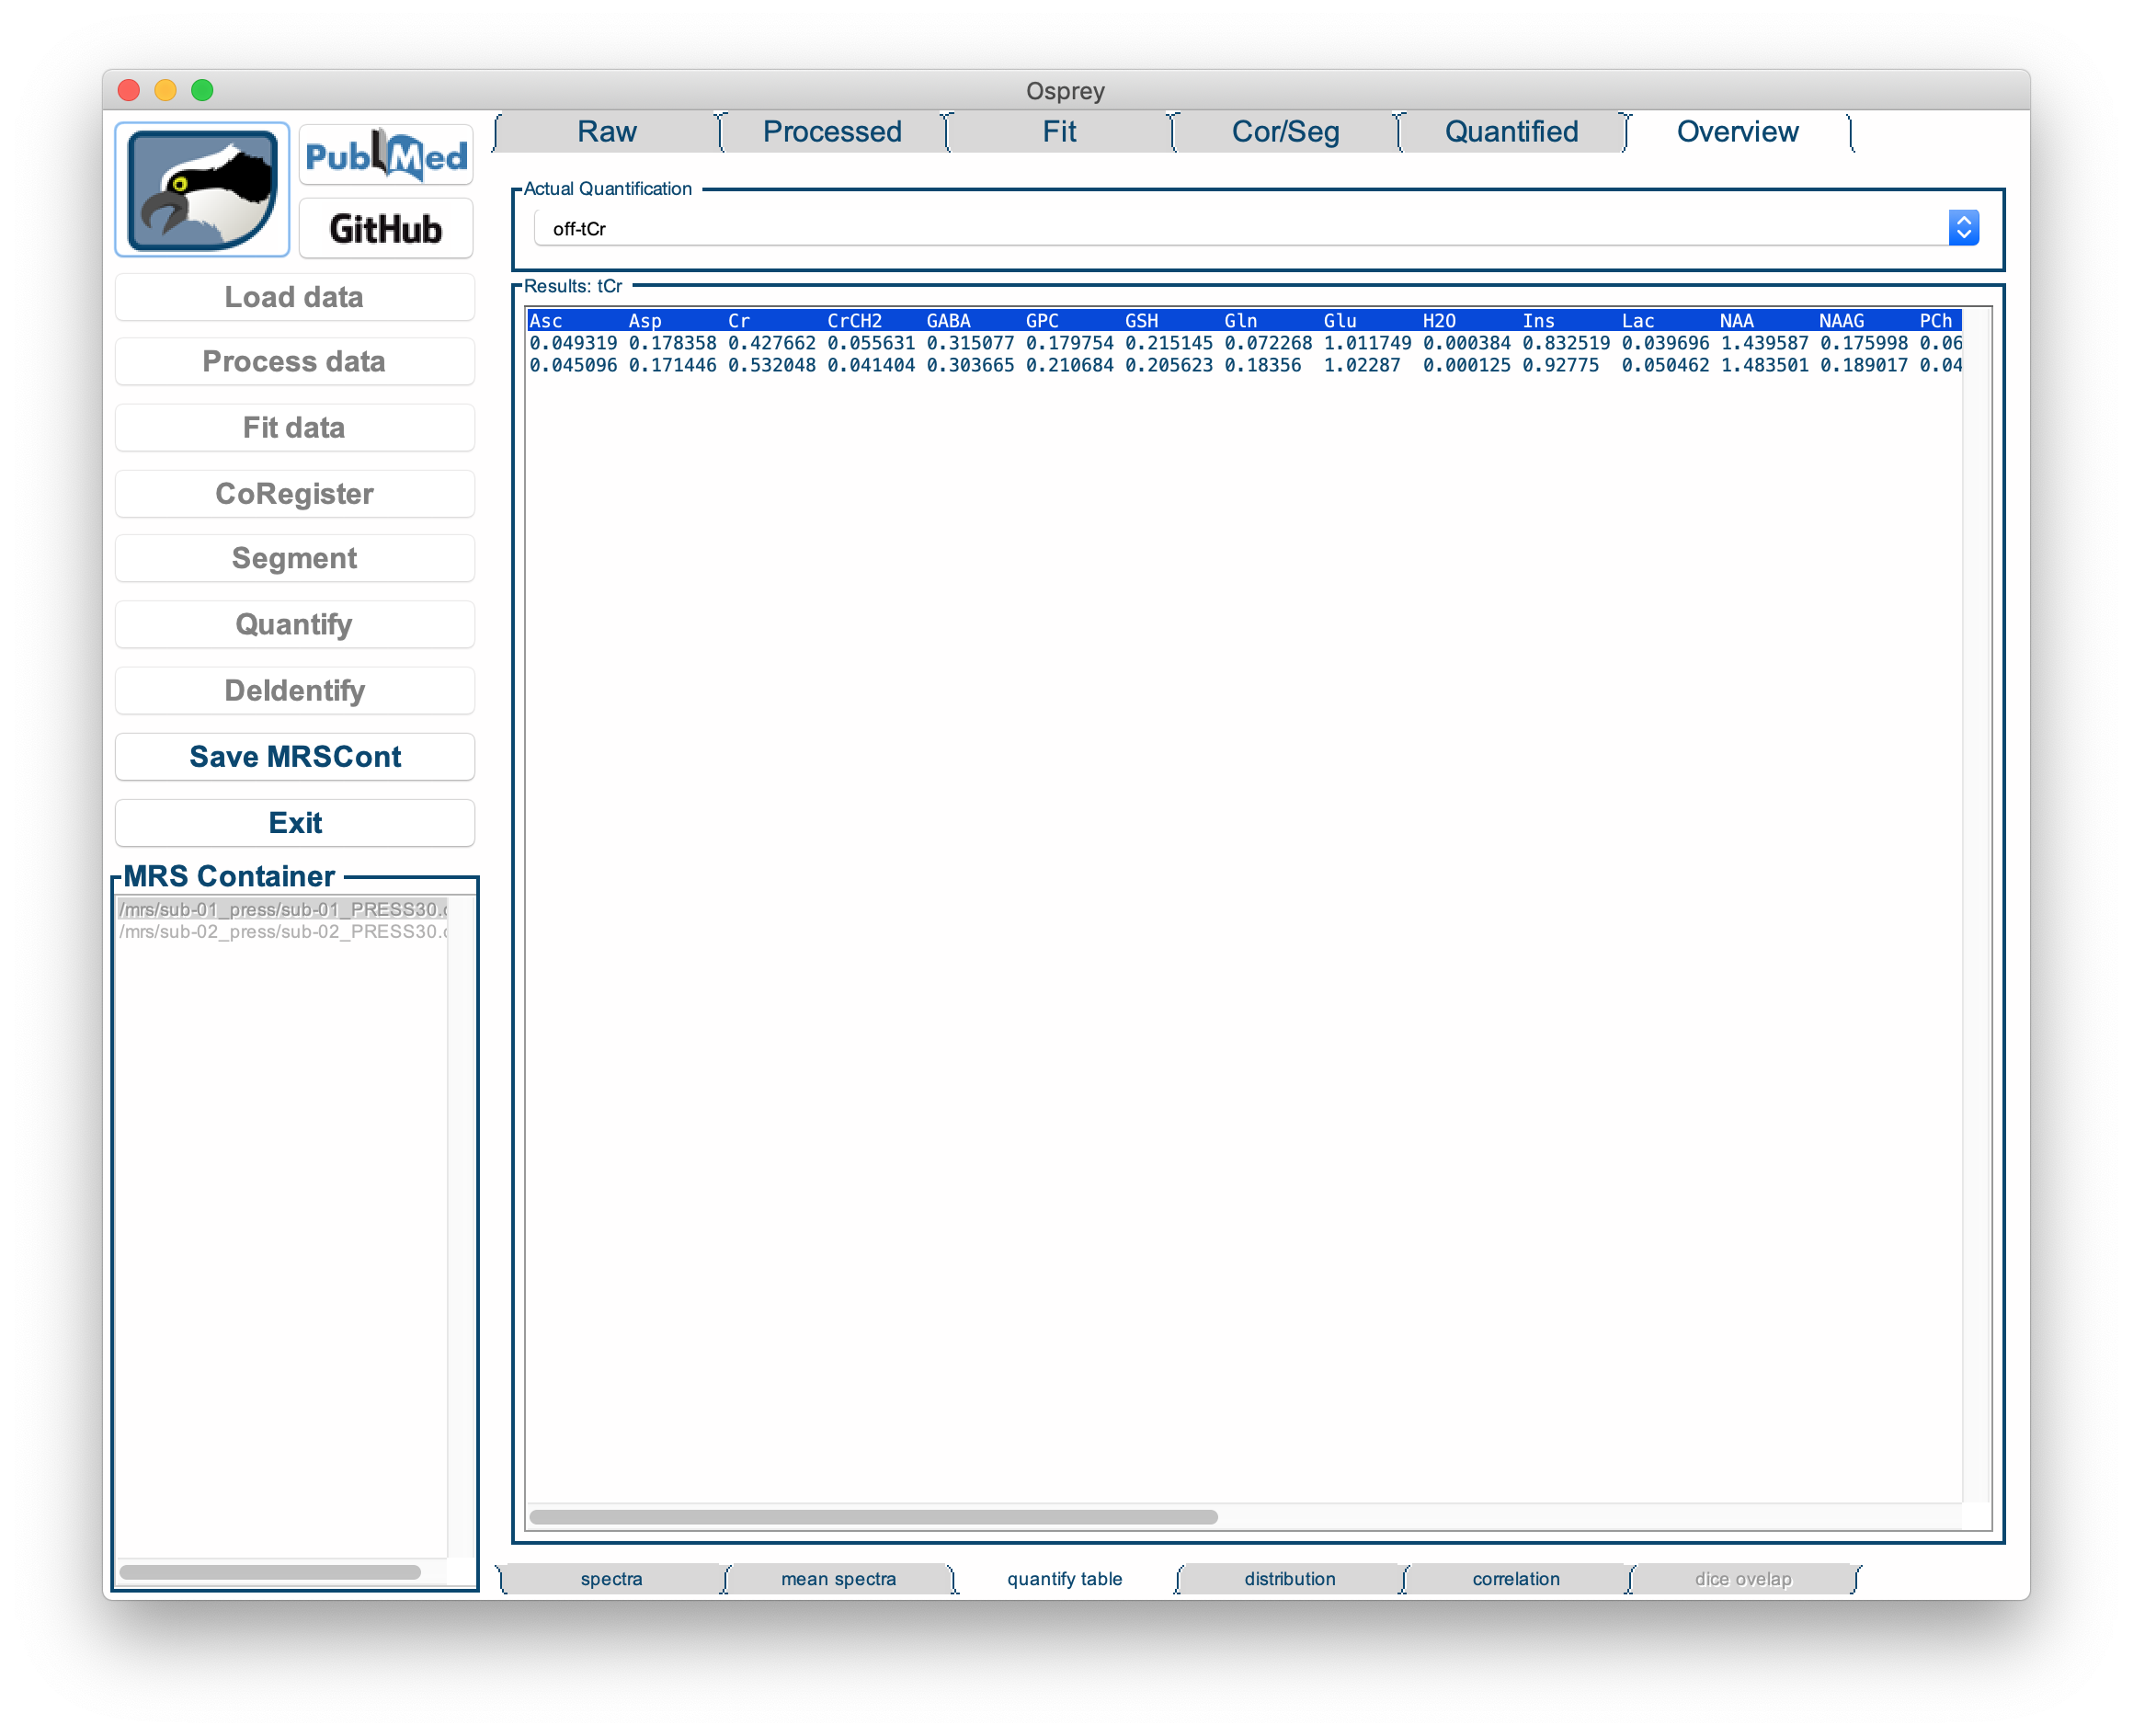 Osprey
PubMed
GitHub
Load data
Process data
Fit data
CoRegister
Segment
Quantify
DeIdentify
Save MRSCont
Exit
MRS Container
/mrs/sub-01_press/sub-01_PRESS30.
/mrs/sub-02_press/sub-02_PRESS30.
Raw Processed Fit Cor/Seg Quantified Overview
Actual Quantification
off-tCr
Results: tCr
Asc Asp Cr CrCH2 GABA GPC GSH Gln Glu H2O Ins Lac NAA NAAG PCh
0.049319 0.178358 0.427662 0.055631 0.315077 0.179754 0.215145 0.072268 1.011749 0.000384 0.832519 0.039696 1.439587 0.175998 0.06
0.045096 0.171446 0.532048 0.041404 0.303665 0.210684 0.205623 0.18356 1.02287 0.000125 0.92775 0.050462 1.483501 0.189017 0.04
spectra mean spectra quantify table distribution correlation dice ovelap